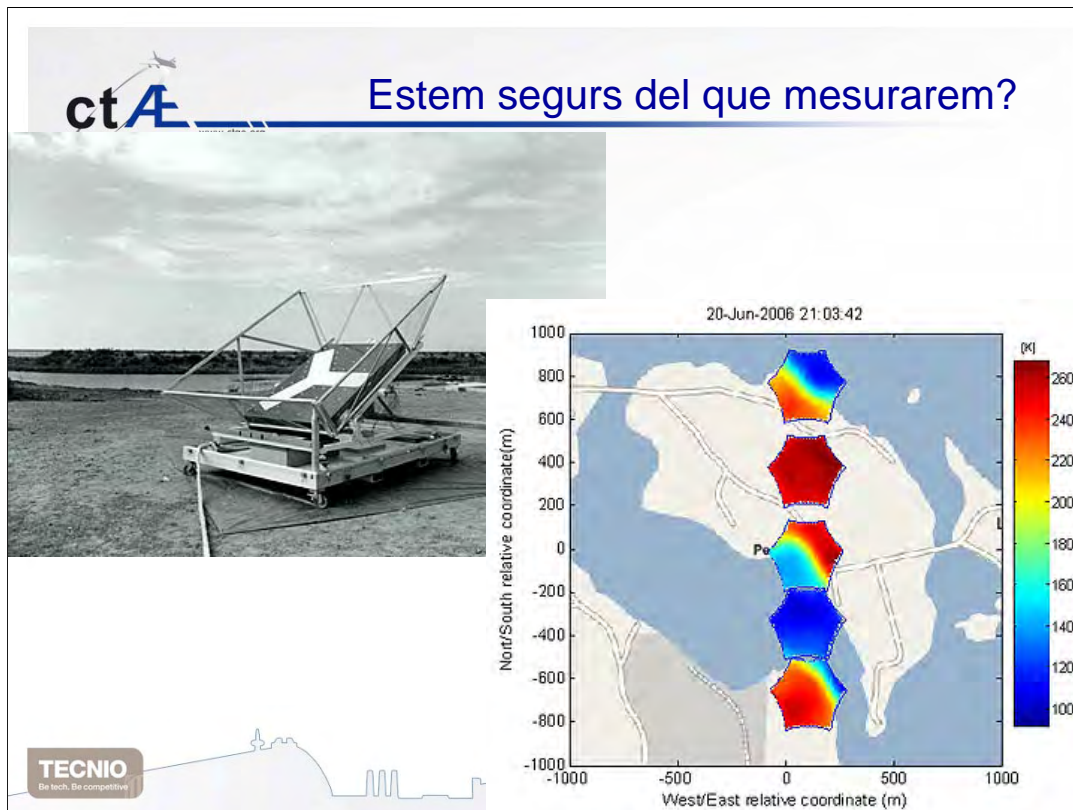 Estem segurs del que mesurarem?
ctÆ
20-Jun-2006 21:03:42
[K]
1000
800
600
400
200
0
-200
-400
-600
-800
-1000
Nort/South relative coordinate(m)
Pe
L
260
240
220
200
180
160
140
120
100
-1000
-500
0
500
1000
West/East relative coordinate (m)
TECNIO
Be tech. Be competitive